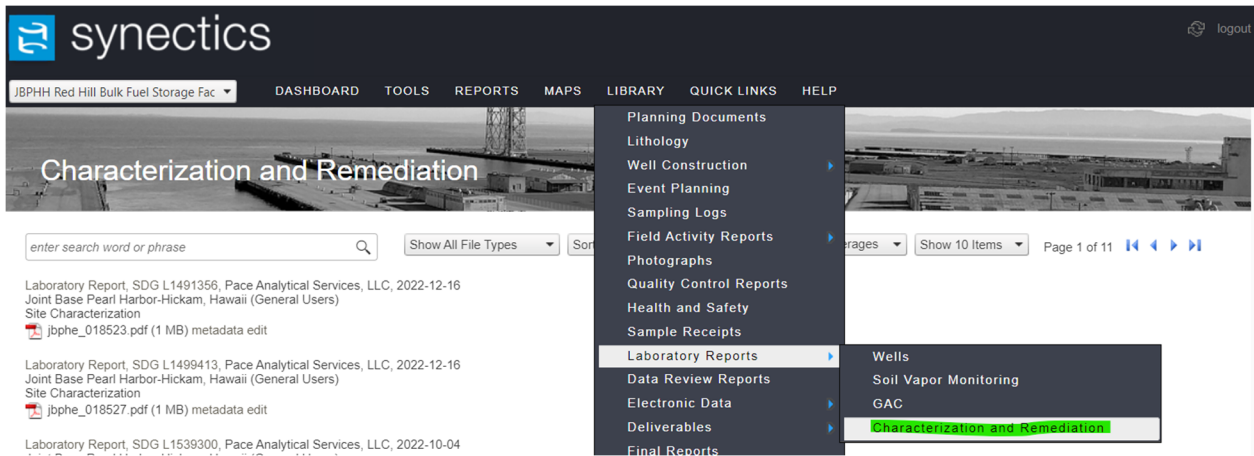 synectics
logout
JBPHH Red Hill Bulk Fuel Storage Fac
DASHBOARD TOOLS REPORTS MAPS LIBRARY QUICK LINKS HELP
Characterization and Remediation
Planning Documents
Lithology
Well Construction
Event Planning
Sampling Logs
Field Activity Reports
Photographs
Quality Control Reports
Health and Safety
Sample Receipts
Laboratory Reports
Data Review Reports
Electronic Data
Deliverables
Final Reports
Wells
Soil Vapor Monitoring
GAC
Characterization and Remediation
enter search word or phrase
Show All File Types
Sor
erages
Show 10 Items
Page 1 of 11
Laboratory Report, SDG L1491356, Pace Analytical Services, LLC, 2022-12-16
Joint Base Pearl Harbor-Hickam, Hawaii (General Users)
Site Characterization
jbphe_018523.pdf (1 MB) metadata edit
Laboratory Report, SDG L1499413, Pace Analytical Services, LLC, 2022-12-16
Joint Base Pearl Harbor-Hickam, Hawaii (General Users)
Site Characterization
jbphe_018527.pdf (1 MB) metadata edit
Laboratory Report, SDG L1539300, Pace Analytical Services, LLC, 2022-10-04